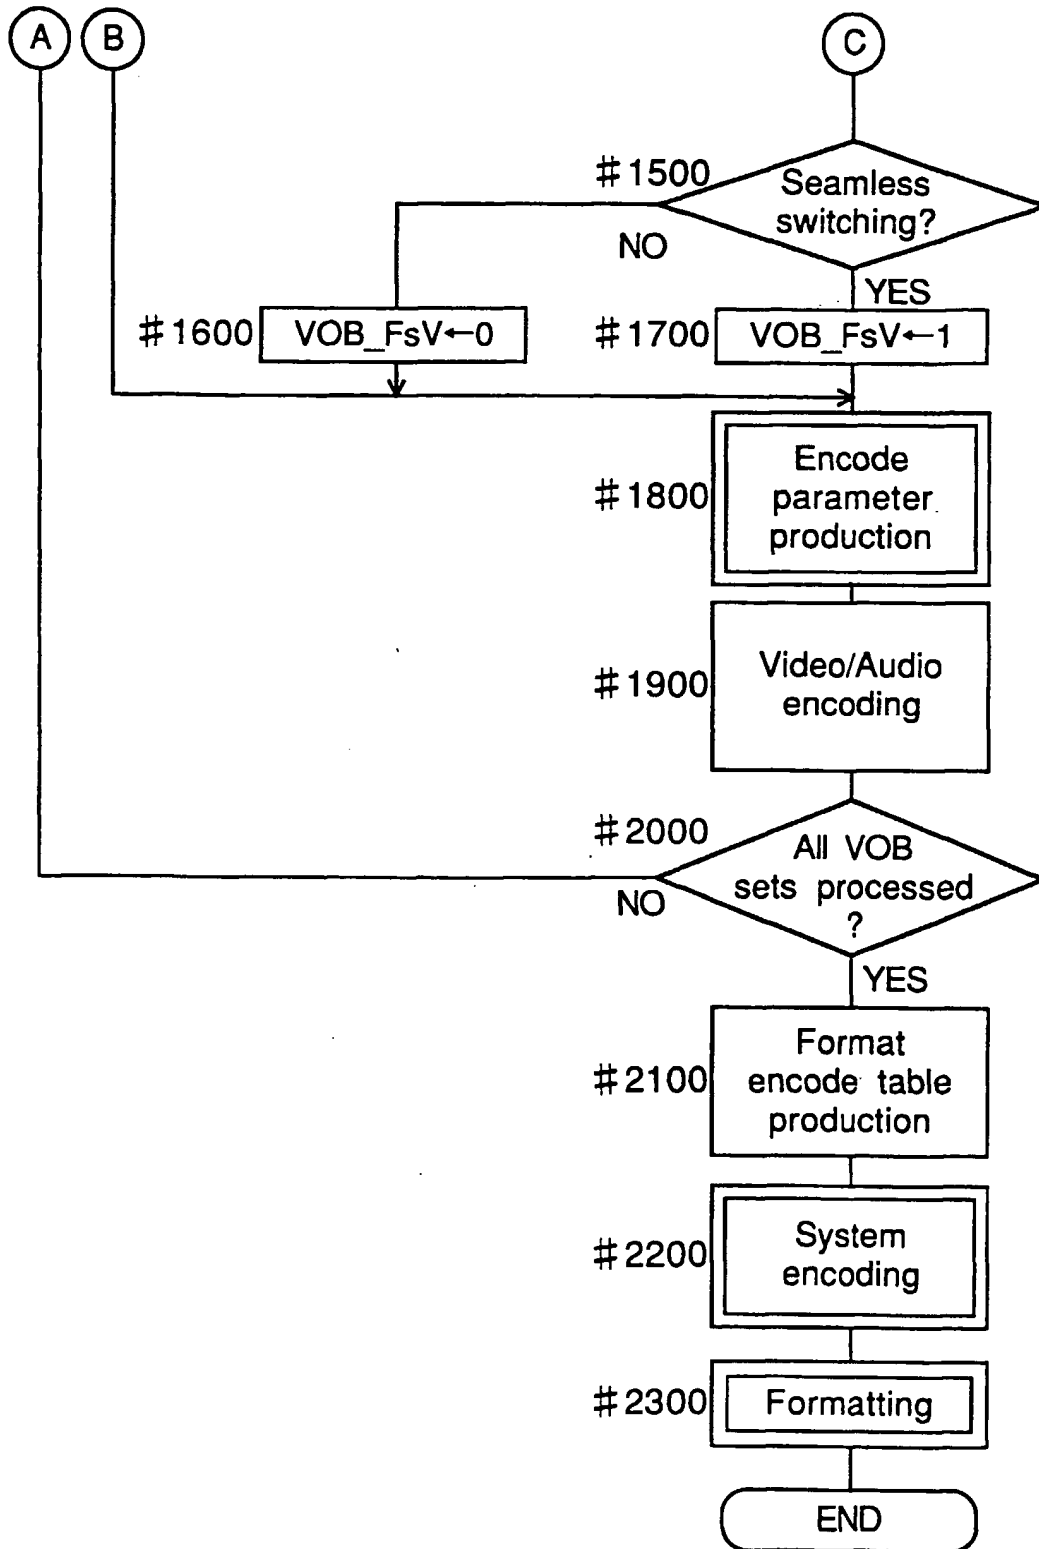 A B C
#1500
Seamless
switching?
NO
YES
#1600 VOB_FsV←0
#1700 VOB_FsV←1
#1800
Encode
parameter
production
#1900
Video/Audio
encoding
#2000
All VOB
sets processed
?
NO
YES
#2100
Format
encode table
production
#2200
System
encoding
#2300 Formatting
END